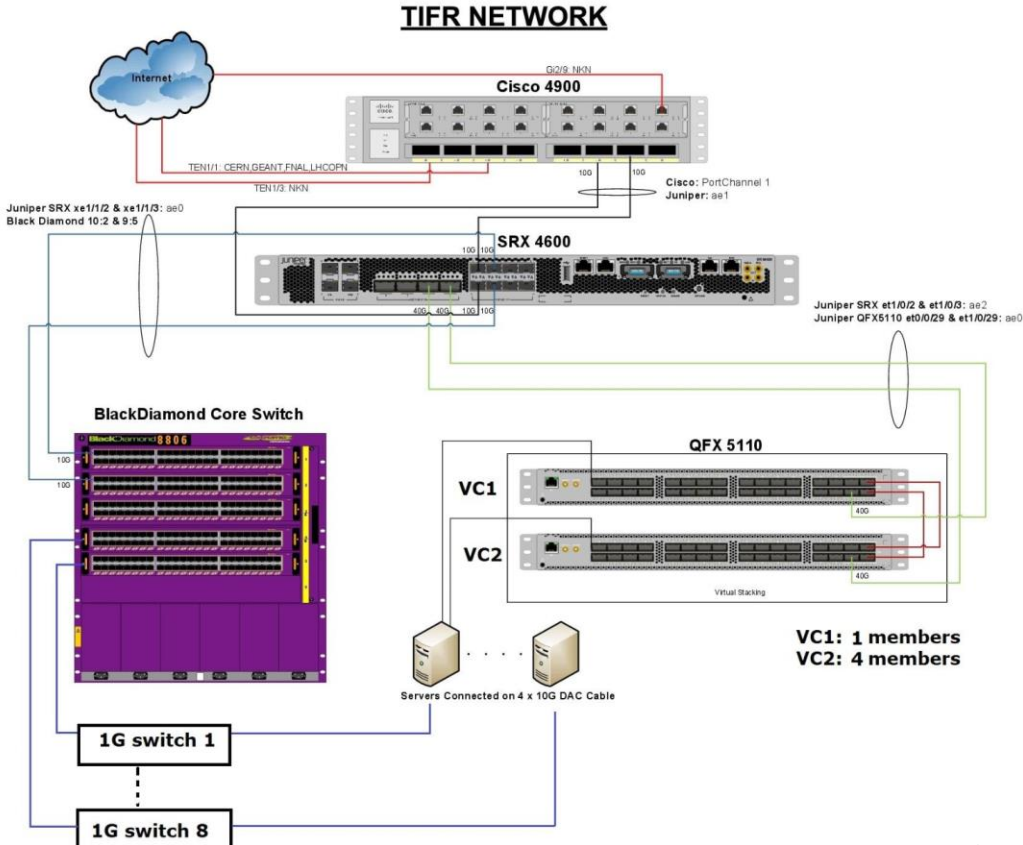 TIFR NETWORK
Internet
Gi2/9: NKN
Cisco 4900
TEN1/1: CERN,GEANT,FNAL,LHCOPN
TEN1/3: NKN
10G 10G
Cisco: PortChannel 1
Juniper: ae1
Juniper SRX xe1/1/2 & xe1/1/3: ae0
Black Diamond 10:2 & 9:5
10G 10G
SRX 4600
JUNIPER
40G 40G 10G 10G
Juniper SRX et1/0/2 & et1/0/3: ae2
Juniper QFX5110 et0/0/29 & et1/0/29: ae0
BlackDiamond Core Switch
BlackDiamond 8806
10G
10G
QFX 5110
VC1
40G
VC2
40G
Virtual Stacking
VC1: 1 members
VC2: 4 members
Servers Connected on 4 x 10G DAC Cable
1G switch 1
1G switch 8